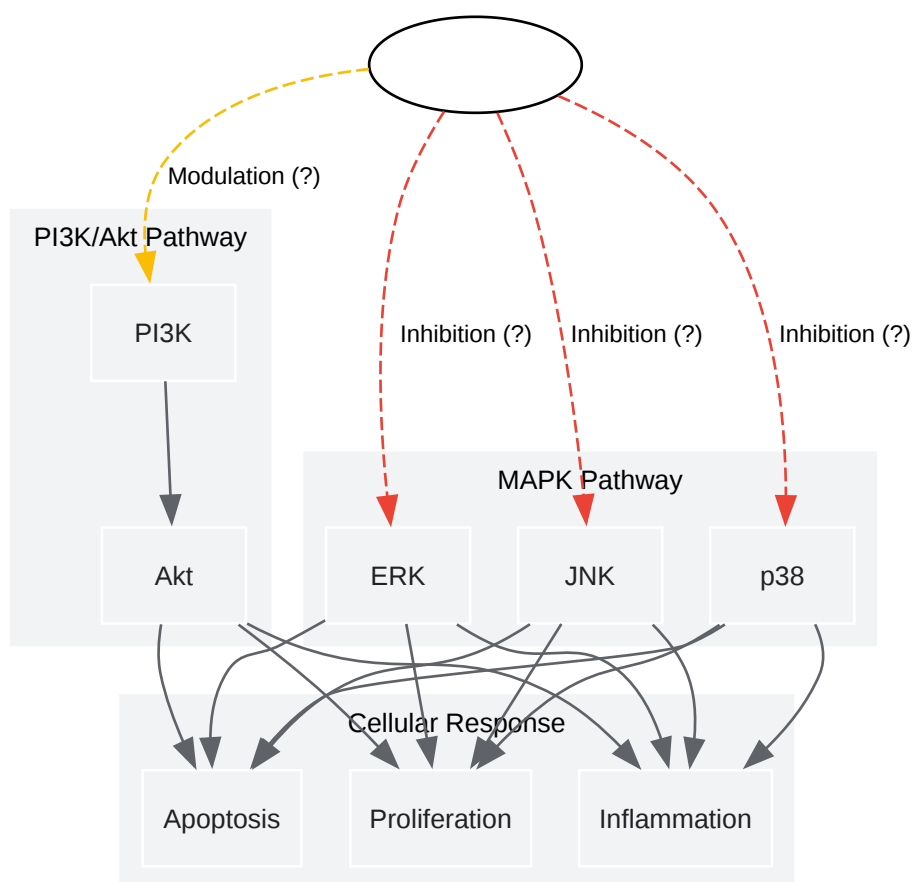 Modulation (?)
PI3K/Akt Pathway
PI3K
Inhibition (?)
Inhibition (?)
Inhibition (?)
MAPK Pathway
Akt
ERK
JNK
p38
Cellular Response
Apoptosis
Proliferation
Inflammation